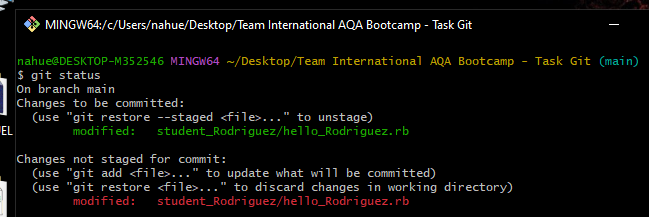 MINGW64:/c/Users/nahue/Desktop/Team International AQA Bootcamp - Task Git
nahue@DESKTOP-M352546 MINGW64 ~/Desktop/Team International AQA Bootcamp - Task Git (main)
$ git status
On branch main
Changes to be committed:
  (use "git restore --staged <file>..." to unstage)
        modified:   student_Rodriguez/hello_Rodriguez.rb

Changes not staged for commit:
  (use "git add <file>..." to update what will be committed)
  (use "git restore <file>..." to discard changes in working directory)
        modified:   student_Rodriguez/hello_Rodriguez.rb